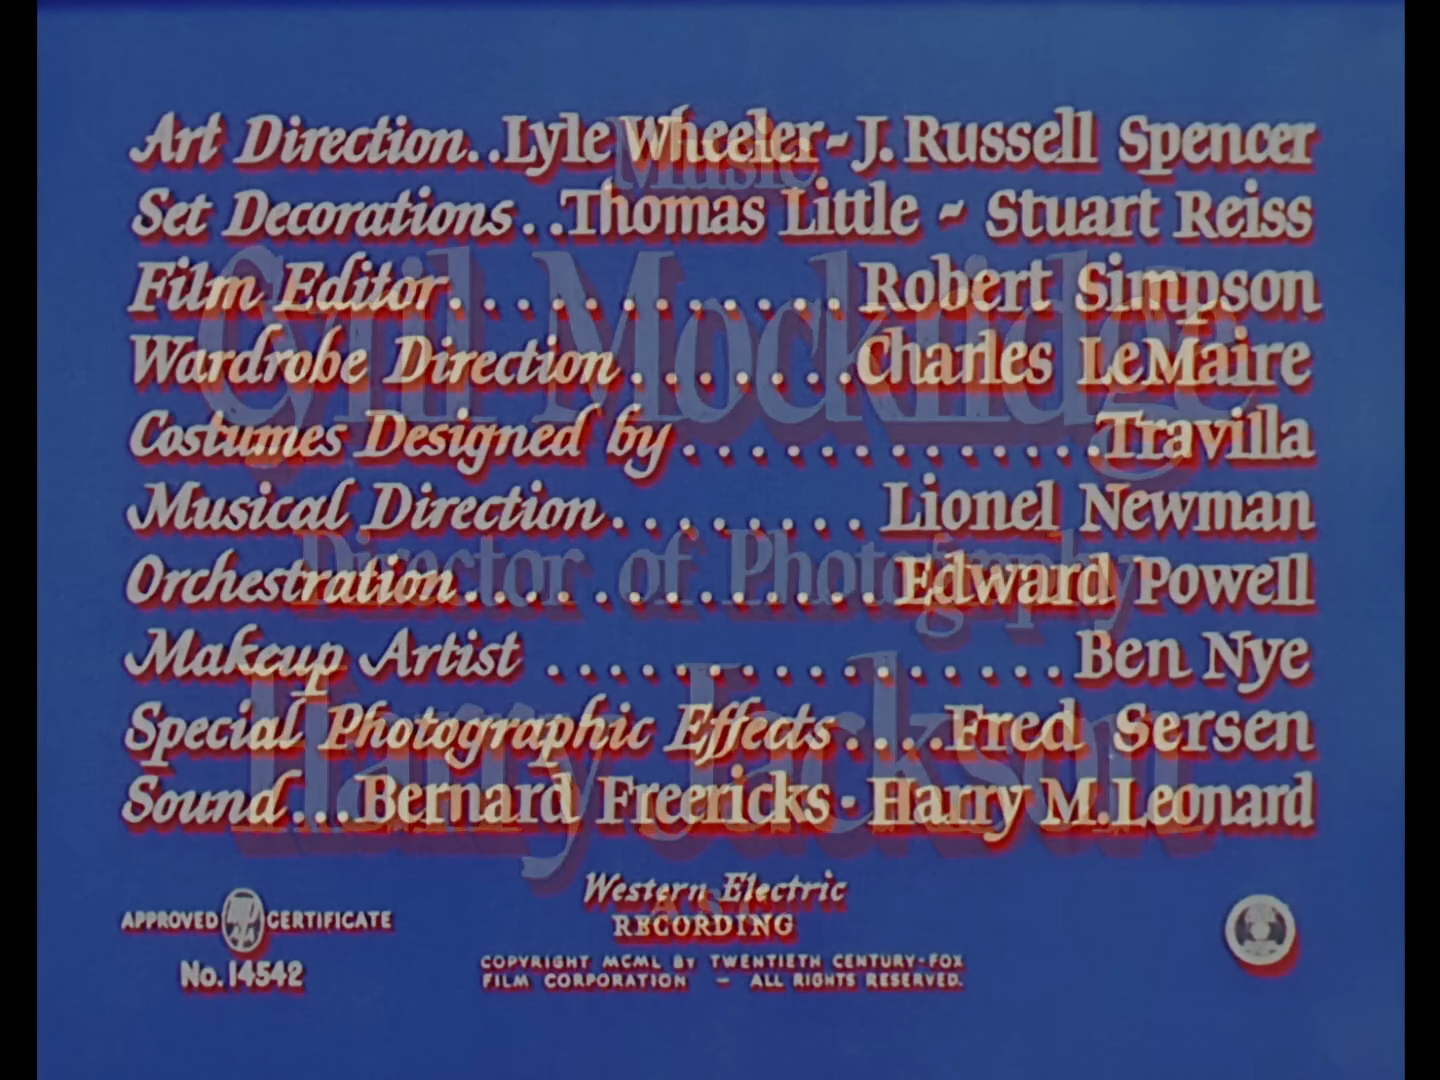 Art Direction..Lyle Wheeler-J. Russell Spencer
Set Decorations..Thomas Little - Stuart Reiss
Film Editor............Robert Simpson
Wardrobe Direction.......Charles LeMaire
Costumes Designed by.............Travilla
Musical Direction........Lionel Newman
Orchestration.............Edward Powell
Makeup Artist.................Ben Nye
Special Photographic Effects....Fred Sersen
Sound...Bernard Freericks - Harry M. Leonard
Western Electric
RECORDING
APPROVED CERTIFICATE
No. 14542
COPYRIGHT MCML BY TWENTIETH CENTURY-FOX
FILM CORPORATION – ALL RIGHTS RESERVED.
Music
Cyril Mockridge
Director of Photography
Harry Jackson